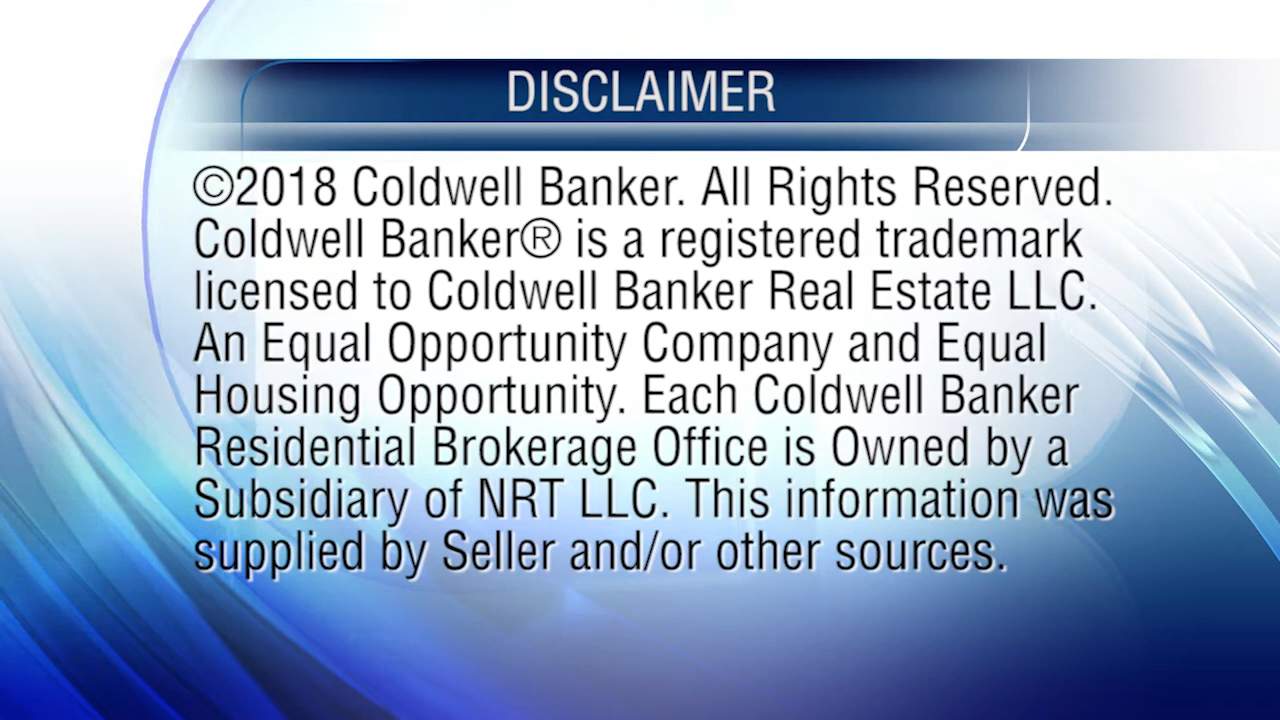 DISCLAIMER
©2018 Coldwell Banker. All Rights Reserved.
Coldwell Banker® is a registered trademark
licensed to Coldwell Banker Real Estate LLC.
An Equal Opportunity Company and Equal
Housing Opportunity. Each Coldwell Banker
Residential Brokerage Office is Owned by a
Subsidiary of NRT LLC. This information was
supplied by Seller and/or other sources.